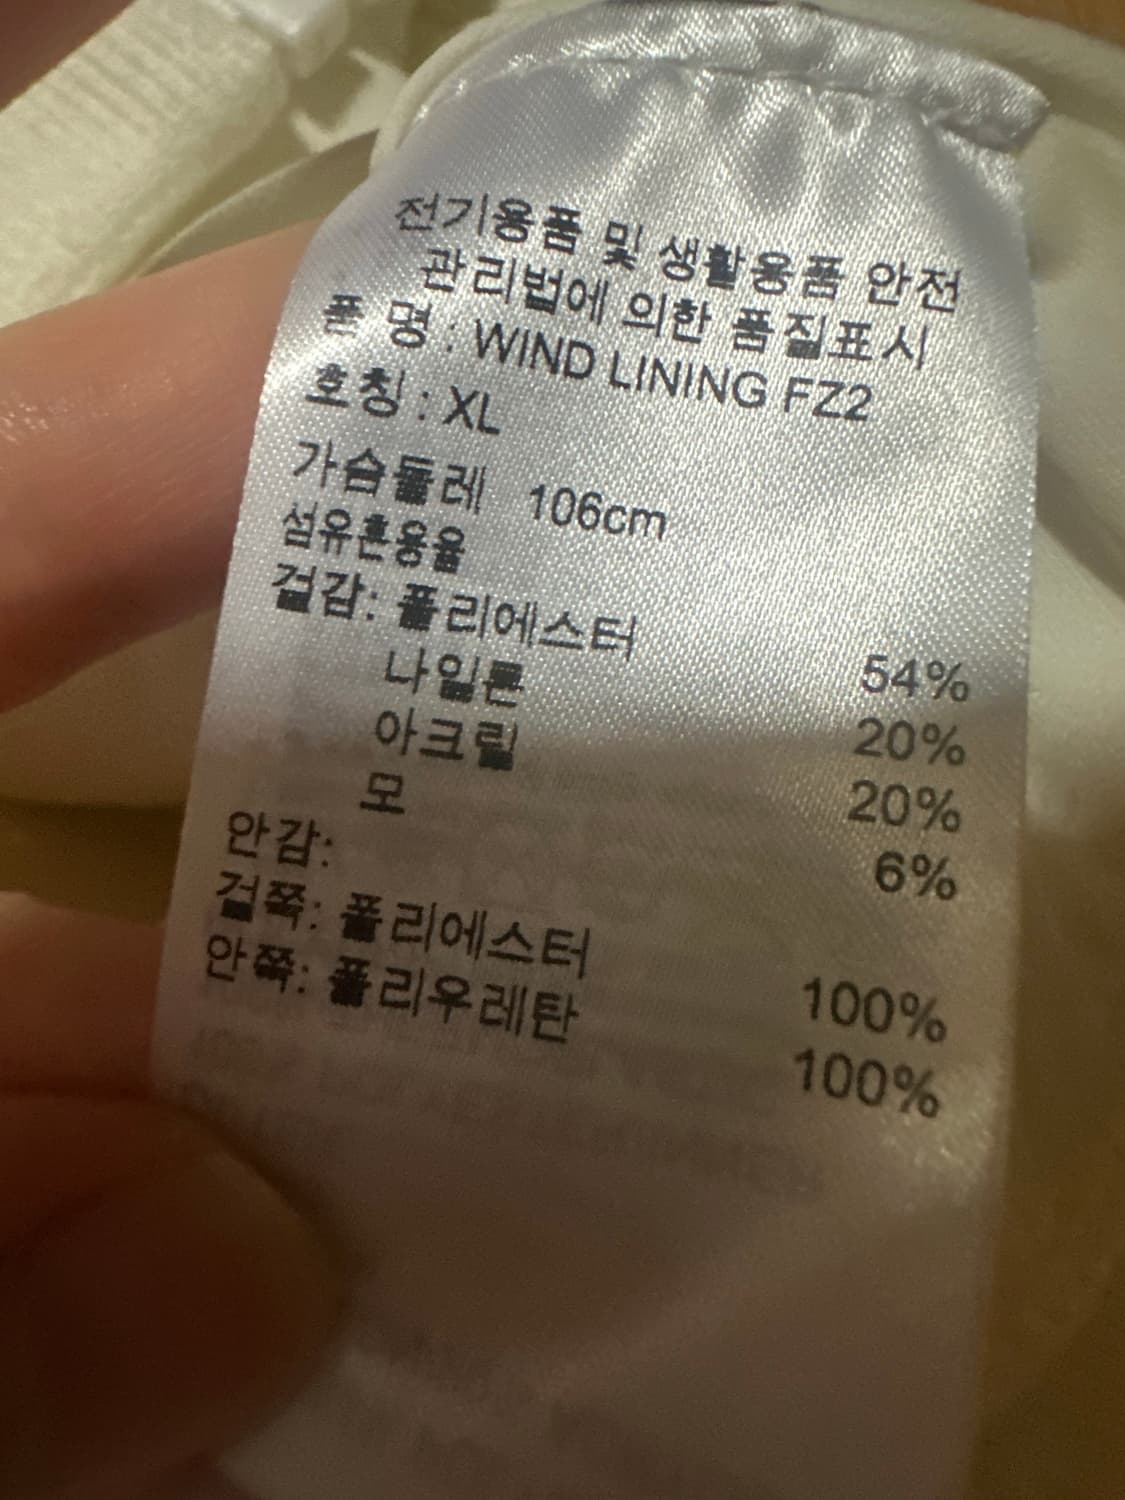 전기용품 및 생활용품 안전
관리법에 의한 품질표시
품 명 : WIND LINING FZ2
호칭 : XL
가슴둘레 106cm
섬유혼용율
겉감: 폴리에스터 54%
나일론 20%
아크릴 20%
모 6%
안감:
겉쪽: 폴리에스터 100%
안쪽: 폴리우레탄 100%